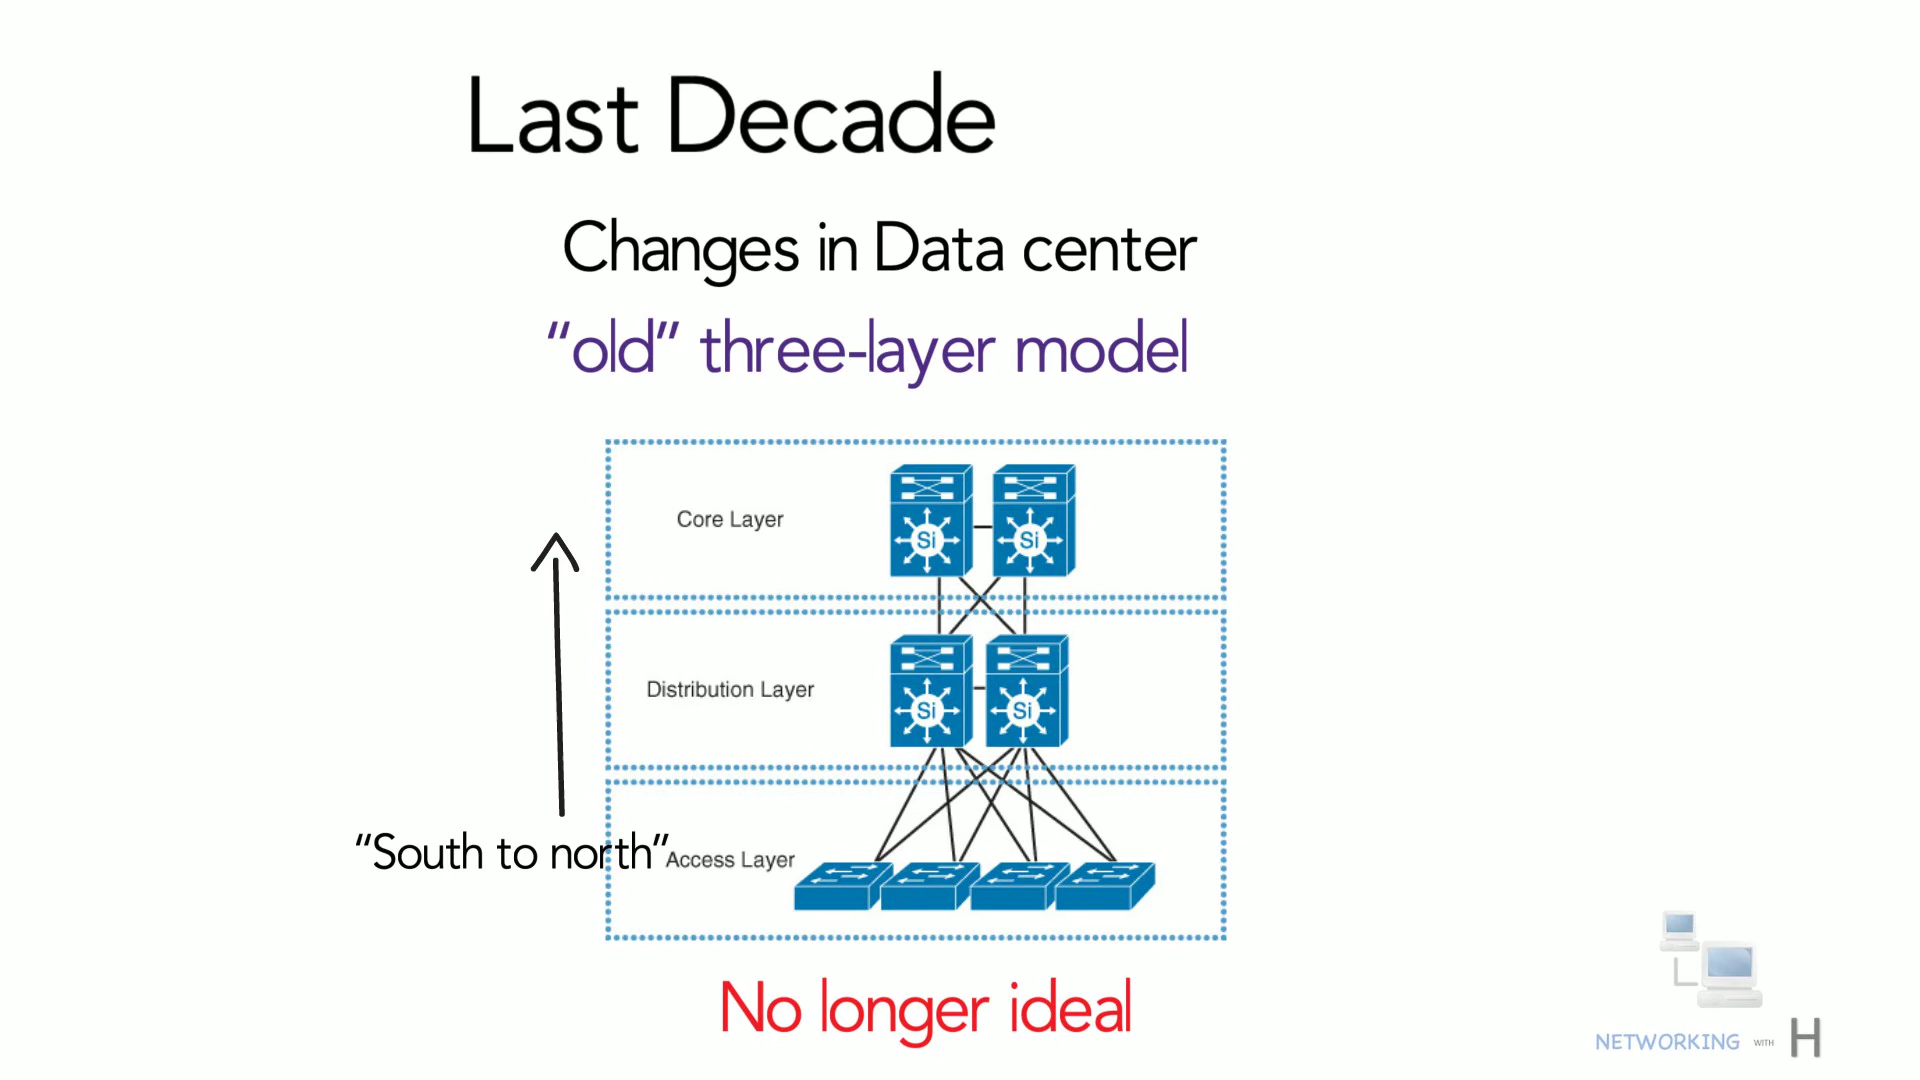 Last Decade
Changes in Data center
“old” three-layer model
Core Layer
Si Si
Distribution Layer
Si Si
“South to north”
Access Layer
No longer ideal
NETWORKING WITH H